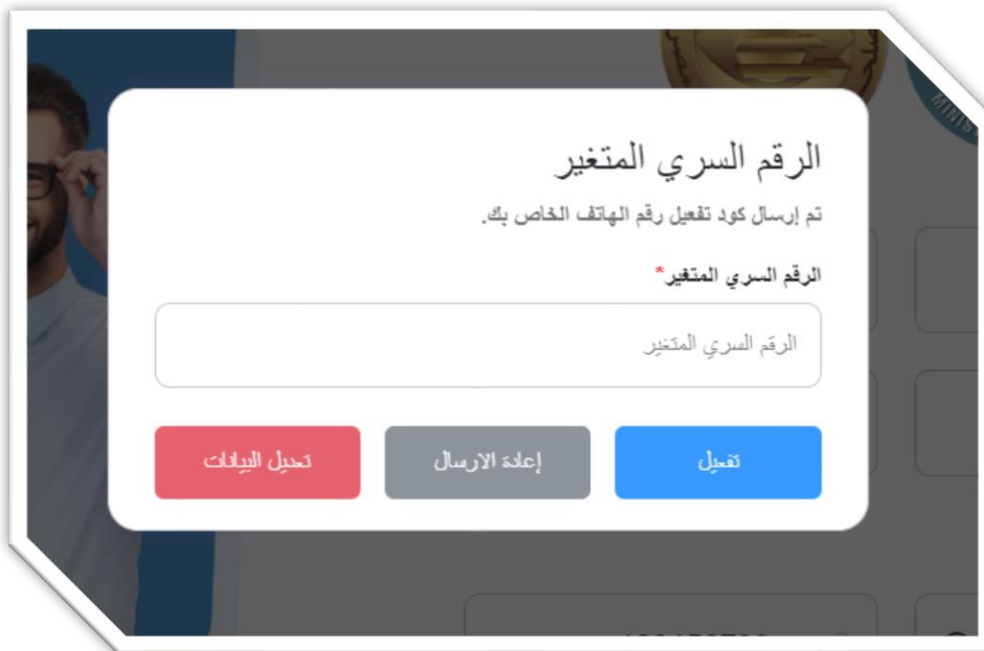 الرقم السري المتغير
تم إرسال كود تفعيل رقم الهاتف الخاص بك.
الرقم السري المتغير*
الرقم السري المتغير
تفعيل
إعادة الارسال
تعديل البيانات